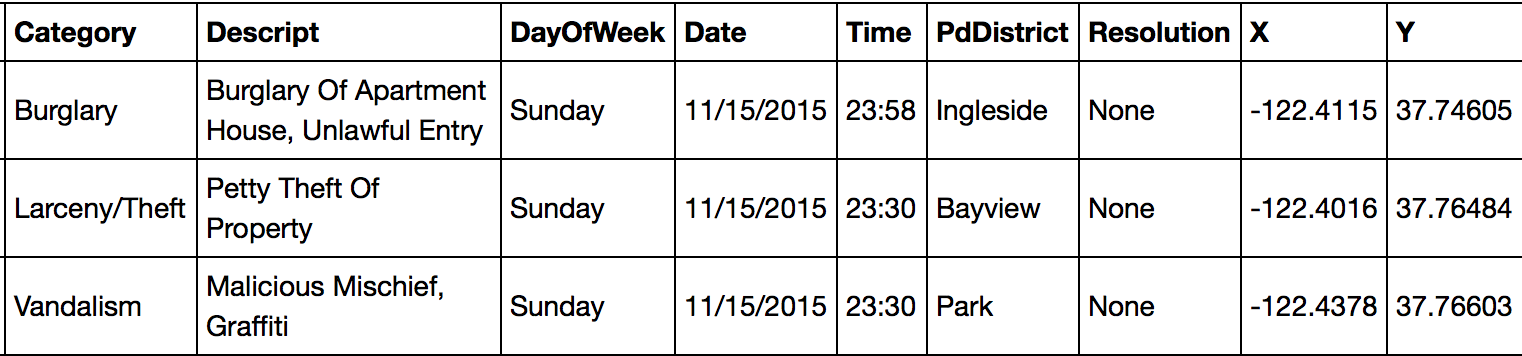 Category Descript DayOfWeek Date Time PdDistrict Resolution X Y
Burglary Burglary Of Apartment House, Unlawful Entry Sunday 11/15/2015 23:58 Ingleside None -122.4115 37.74605
Larceny/Theft Petty Theft Of Property Sunday 11/15/2015 23:30 Bayview None -122.4016 37.76484
Vandalism Malicious Mischief, Graffiti Sunday 11/15/2015 23:30 Park None -122.4378 37.76603